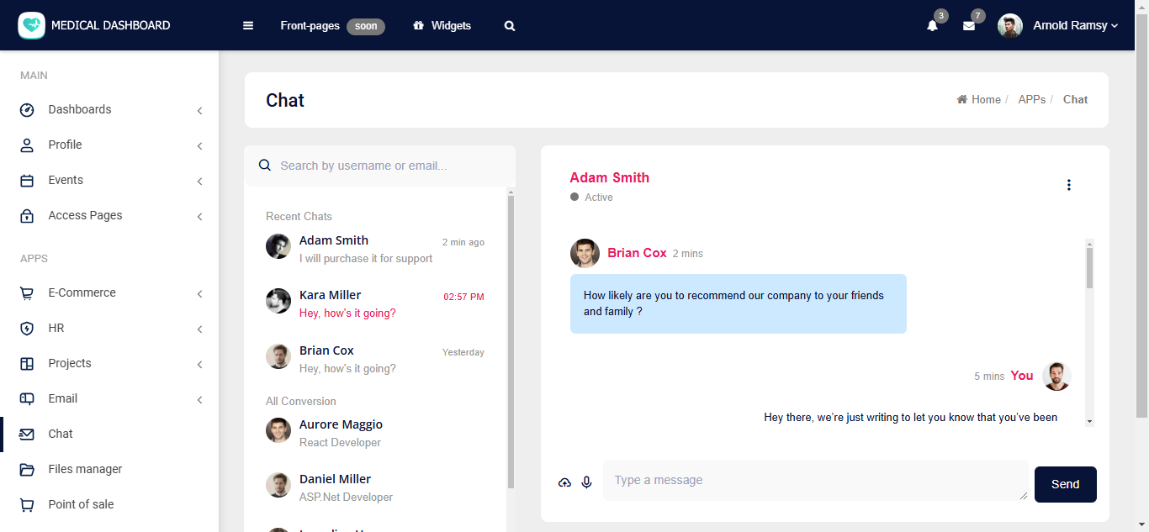 MEDICAL DASHBOARD
Front-pages soon
Widgets
3
7
Arnold Ramsy
MAIN
Dashboards
Profile
Events
Access Pages
APPS
E-Commerce
HR
Projects
Email
Chat
Files manager
Point of sale
Chat
Home / APPs / Chat
Search by username or email...
Recent Chats
Adam Smith 2 min ago
I will purchase it for support
Kara Miller 02:57 PM
Hey, how's it going?
Brian Cox Yesterday
Hey, how's it going?
All Conversion
Aurore Maggio
React Developer
Daniel Miller
ASP.Net Developer
Adam Smith
Active
Brian Cox 2 mins
How likely are you to recommend our company to your friends
and family ?
5 mins You
Hey there, we're just writing to let you know that you've been
Type a message
Send